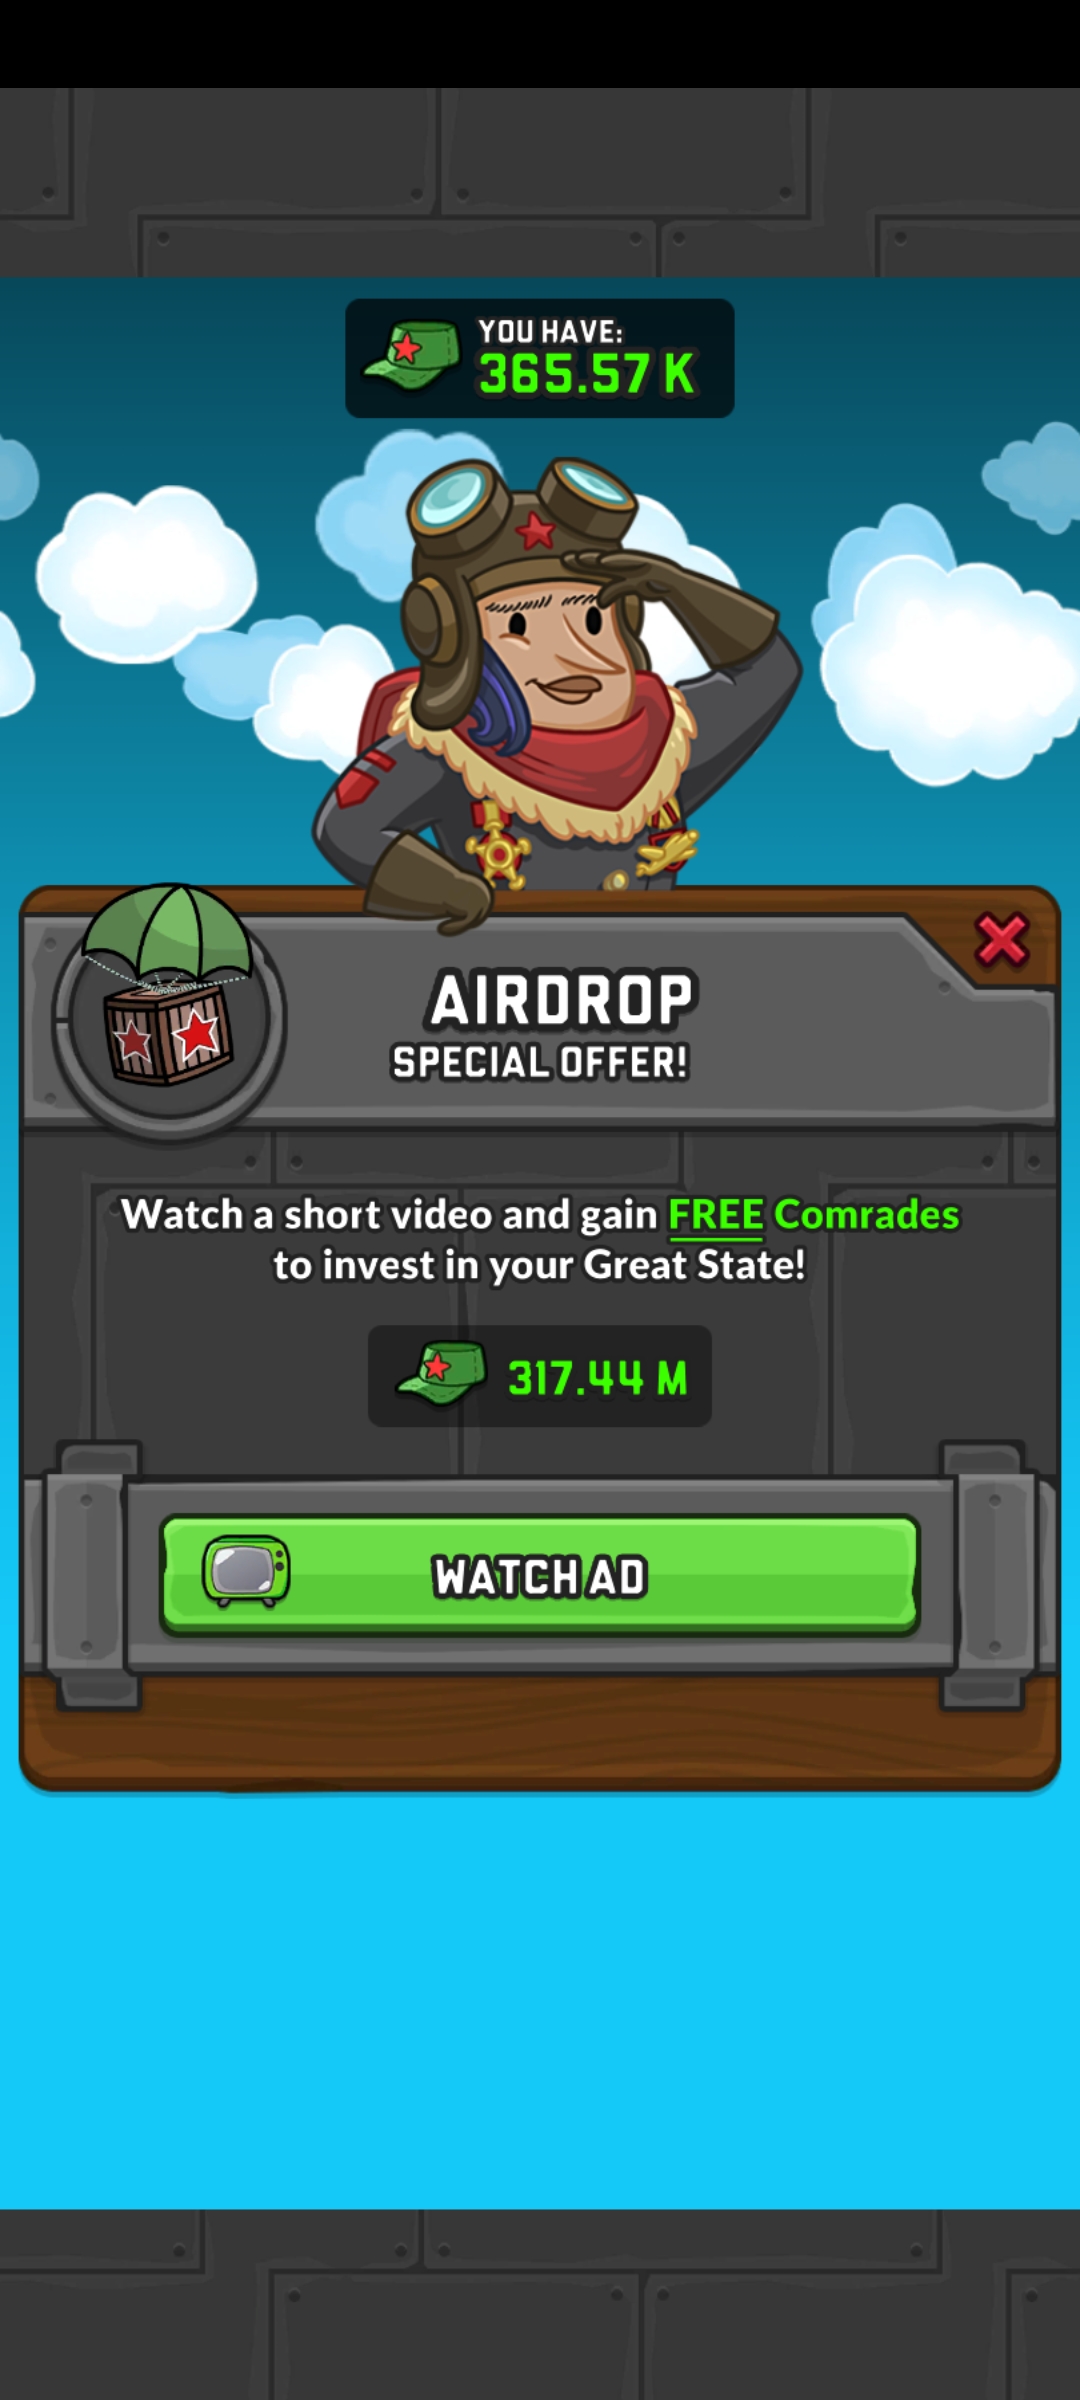 YOU HAVE:
365.57 K
AIRDROP
SPECIAL OFFER!
Watch a short video and gain FREE Comrades
to invest in your Great State!
317.44 M
WATCH AD